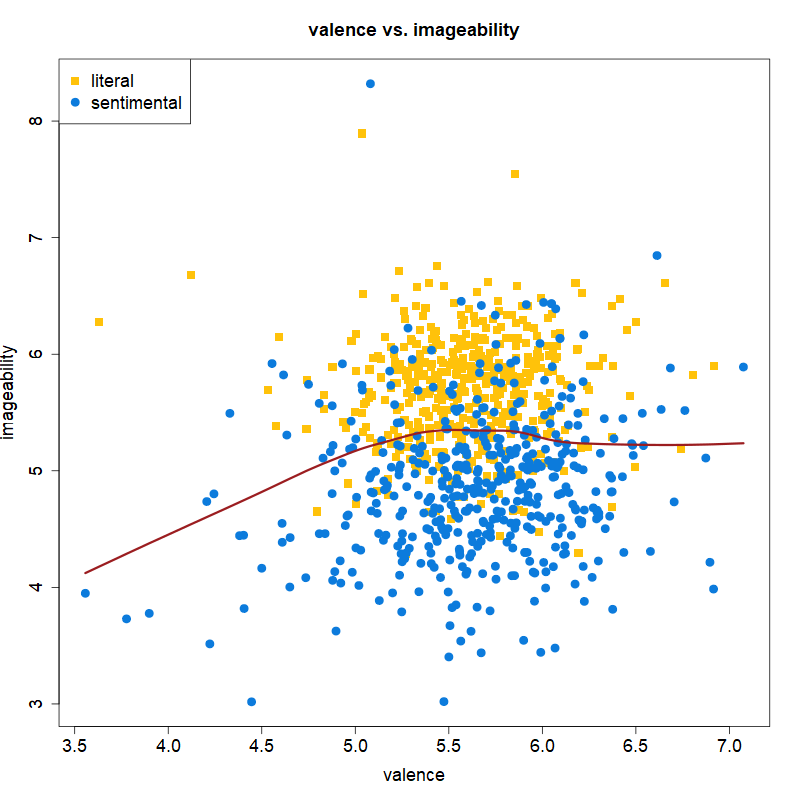 valence vs. imageability
literal
sentimental
8
7
6
5
4
3
imageability
3.5 4.0 4.5 5.0 5.5 6.0 6.5 7.0
valence